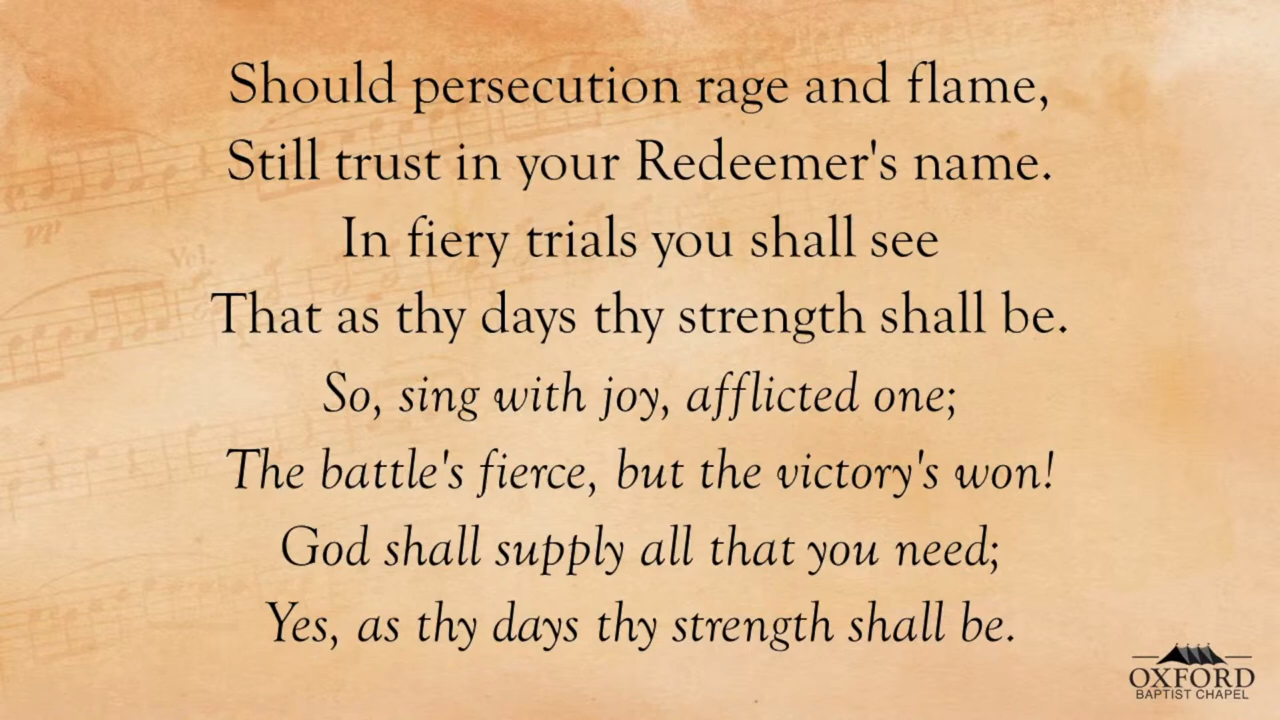 Should persecution rage and flame,
Still trust in your Redeemer's name.
In fiery trials you shall see
That as thy days thy strength shall be.
So, sing with joy, afflicted one;
The battle's fierce, but the victory's won!
God shall supply all that you need;
Yes, as thy days thy strength shall be.
OXFORD
BAPTIST CHAPEL